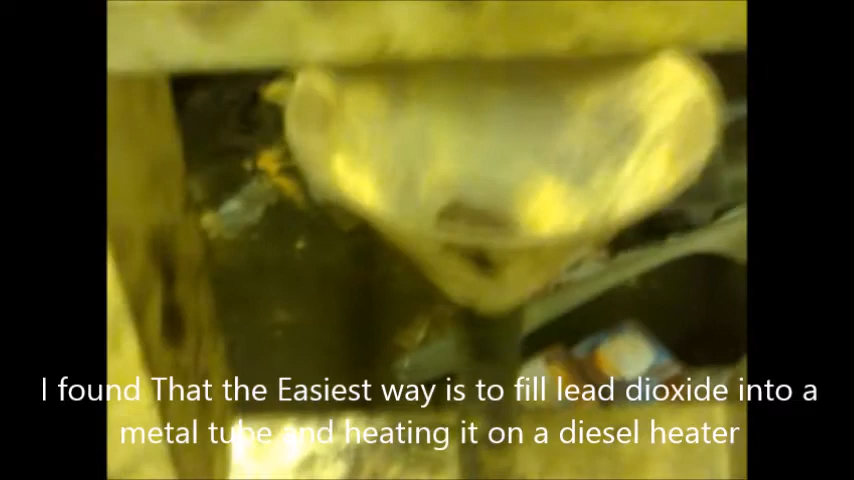 I found That the Easiest way is to fill lead dioxide into a
metal tube and heating it on a diesel heater